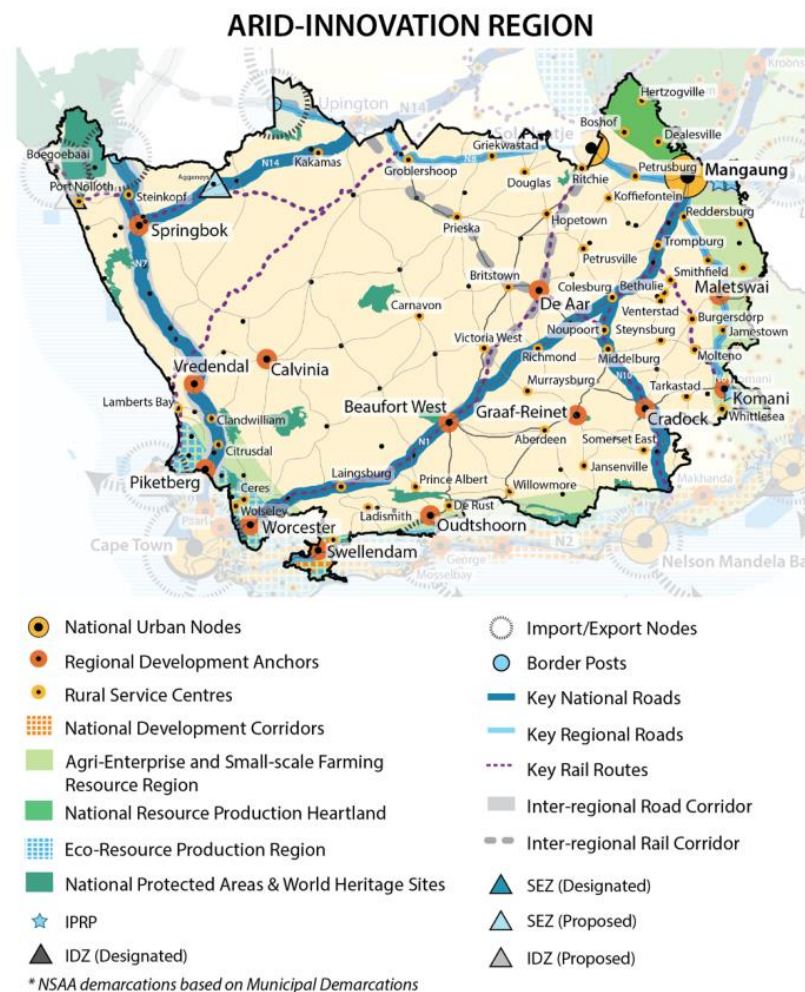 ARID-INNOVATION REGION
Kroons
Hertzogville
Upington
N14
Boshof
Sol Plaatje
Dealesville
Boegoebaai
Griekwastad
Kakamas
N14
N8
Petrusburg
Mangaung
Aggeneys
Groblershoop
Ritchie
Port Nolloth
Steinkopf
Douglas
Koffiefontein
Reddersburg
Springbok
Prieska
Hopetown
Trompburg
Petrusville
Smithfield
N7
Britstown
Colesburg
Bethulie
Maletswai
Carnavon
De Aar
Venterstad
Burgersdorp
Noupoort
Steynsburg
Jamestown
Victoria West
Richmond
Middelburg
Molteno
Vredendal
Calvinia
N10
Murraysburg
Tarkastad
Komani
Lamberts Bay
Beaufort West
Graaf-Reinet
Komani
Clandwilliam
Cradock
Whittlesea
N1
Aberdeen
Somerset East
Citrusdal
Jansenville
Piketberg
Laingsburg
Prince Albert
Willowmore
Makhanda
Ceres
Wolseley
Ladismith
De Rust
Paarl
Worcester
Oudtshoorn
Cape Town
Swellendam
N2
George
Nelson Mandela Ba
Mosselbay
National Urban Nodes
Regional Development Anchors
Rural Service Centres
National Development Corridors
Agri-Enterprise and Small-scale Farming
Resource Region
National Resource Production Heartland
Eco-Resource Production Region
National Protected Areas & World Heritage Sites
IPRP
IDZ (Designated)
Import/Export Nodes
Border Posts
Key National Roads
Key Regional Roads
Key Rail Routes
Inter-regional Road Corridor
Inter-regional Rail Corridor
SEZ (Designated)
SEZ (Proposed)
IDZ (Proposed)
* NSAA demarcations based on Municipal Demarcations